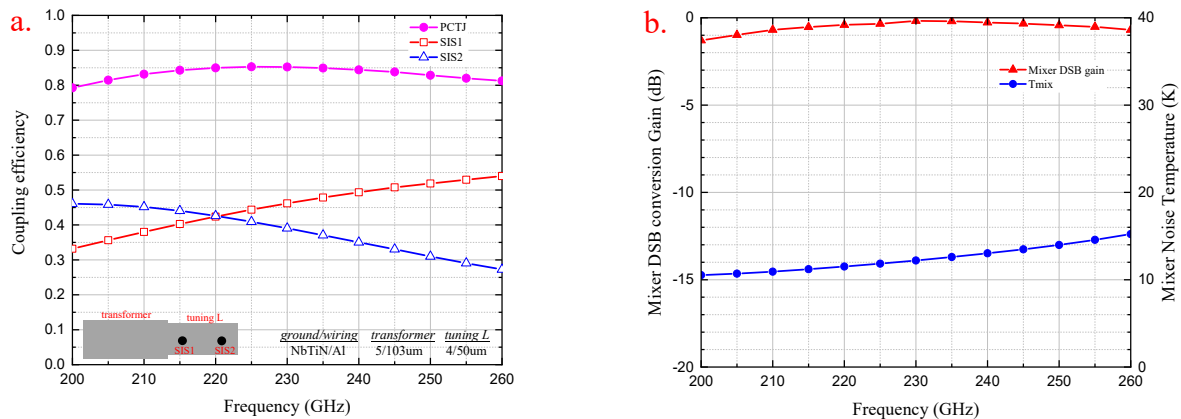 a.
PCTJ
SIS1
SIS2
Coupling efficiency
1.0
0.9
0.8
0.7
0.6
0.5
0.4
0.3
0.2
0.1
0.0
transformer
tuning L
SIS1
SIS2
ground/wiring transformer tuning L
NbTiN/Al 5/103um 4/50um
200 210 220 230 240 250 260
Frequency (GHz)
b.
Mixer DSB gain
Tmix
Mixer DSB conversion Gain (dB)
0
-5
-10
-15
-20
Mixer Noise Temperature (K)
40
30
20
10
0
200 210 220 230 240 250 260
Frequency (GHz)